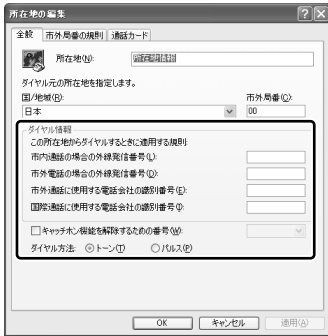 所在地の編集
全般 市外局番の規則 通話カード
所在地(N): 所在地情報
ダイヤル元の所在地を指定します。
国/地域(R): 市外局番(C):
日本 00
ダイヤル情報
この所在地からダイヤルするときに適用する規則:
市内通話の場合の外線発信番号(L):
市外電話の場合の外線発信番号(D):
市外通話に使用する電話会社の識別番号(E):
国際通話に使用する電話会社の識別番号(I):
キャッチホン機能を解除するための番号(W):
ダイヤル方法: トーン(T) パルス(P)
OK キャンセル 適用(A)